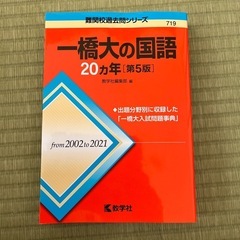 難関校過去問シリーズ
719
一橋大の国語
20ヵ年[第5版]
教学社編集部 編
◆出題分野別に収録した
「一橋大入試問題事典」
from 2002 to 2021
教学社